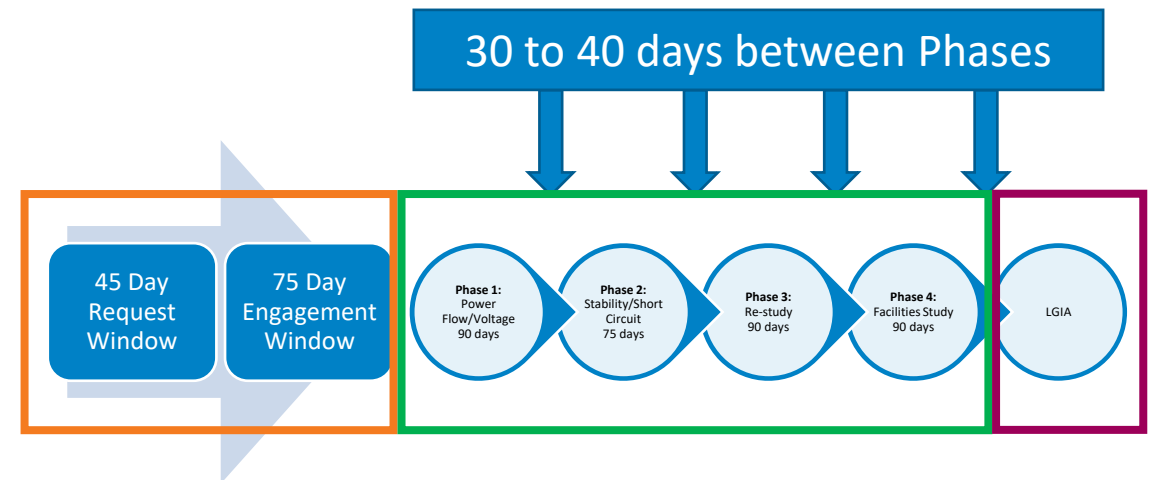 30 to 40 days between Phases
45 Day
Request
Window
75 Day
Engagement
Window
Phase 1:
Power
Flow/Voltage
90 days
Phase 2:
Stability/Short
Circuit
75 days
Phase 3:
Re-study
90 days
Phase 4:
Facilities Study
90 days
LGIA